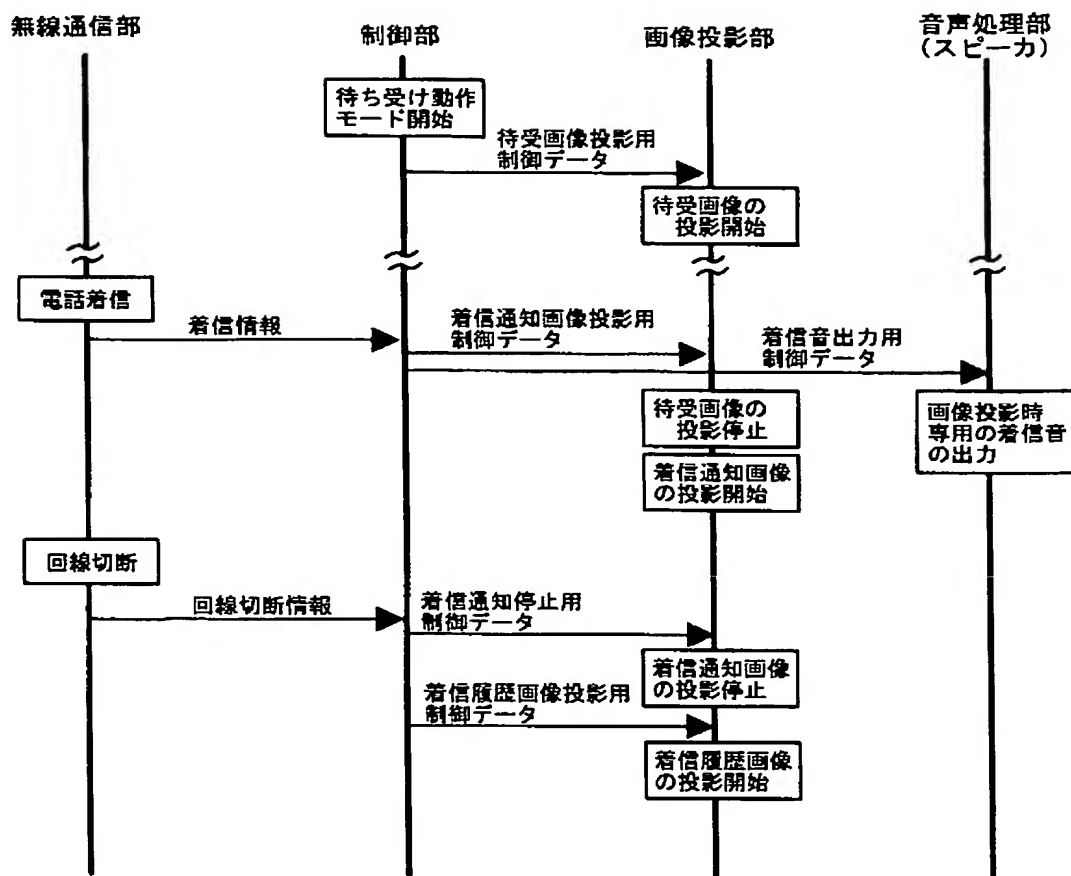 無線通信部
制御部
画像投影部
音声処理部
(スピーカ)
待ち受け動作
モード開始
待受画像投影用
制御データ
待受画像の
投影開始
電話着信
着信情報
着信通知画像投影用
制御データ
着信音出力用
制御データ
待受画像の
投影停止
画像投影時
専用の着信音
の出力
着信通知画像
の投影開始
回線切断
回線切断情報
着信通知停止用
制御データ
着信通知画像
の投影停止
着信履歴画像投影用
制御データ
着信履歴画像
の投影開始